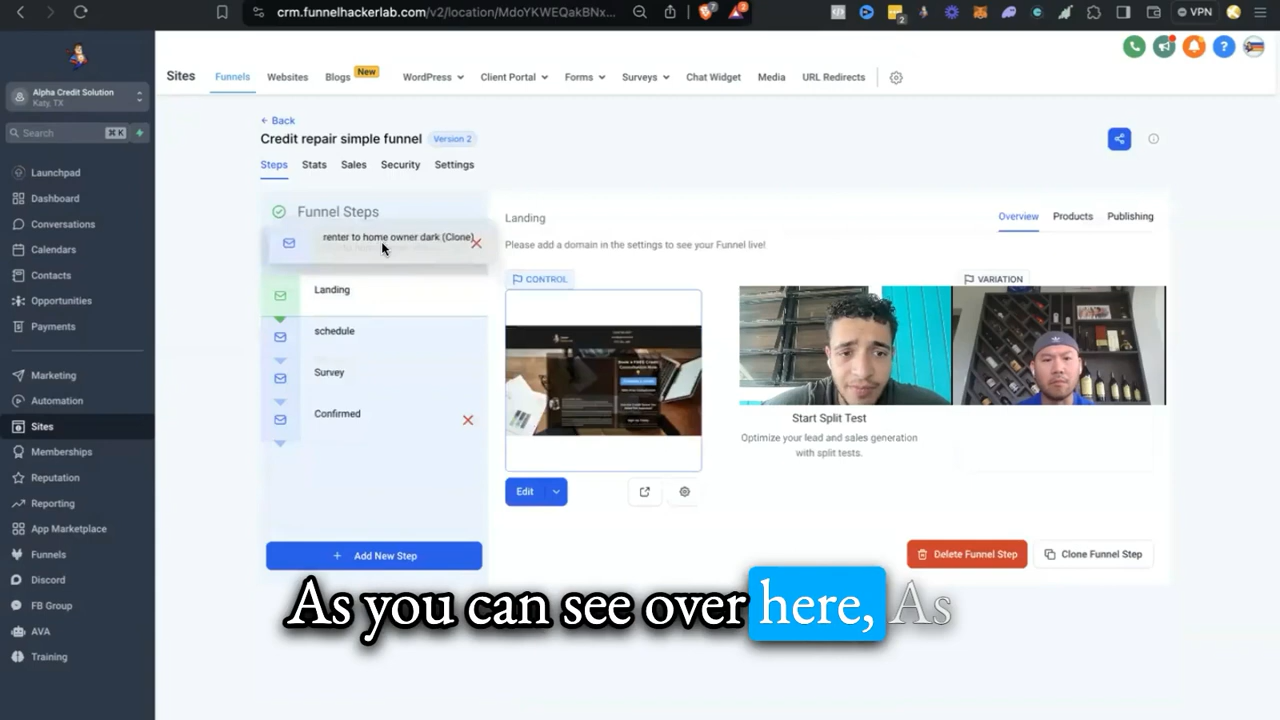 crm.funnelhackerlab.com/v2/location/MdoYKWEQakBNx...
VPN
Alpha Credit Solution
Katy, TX
Search
⌘ K
Launchpad
Dashboard
Conversations
Calendars
Contacts
Opportunities
Payments
Marketing
Automation
Sites
Memberships
Reputation
Reporting
App Marketplace
Funnels
Discord
FB Group
AVA
Training
Sites
Funnels
Websites
Blogs
New
WordPress
Client Portal
Forms
Surveys
Chat Widget
Media
URL Redirects
Back
Credit repair simple funnel
Version 2
Steps
Stats
Sales
Security
Settings
Funnel Steps
renter to home owner dark (Clone)
Landing
schedule
Survey
Confirmed
+ Add New Step
Landing
Overview
Products
Publishing
Please add a domain in the settings to see your Funnel live!
CONTROL
VARIATION
Start Split Test
Optimize your lead and sales generation
with split tests.
Edit
Delete Funnel Step
Clone Funnel Step
As you can see over here, As